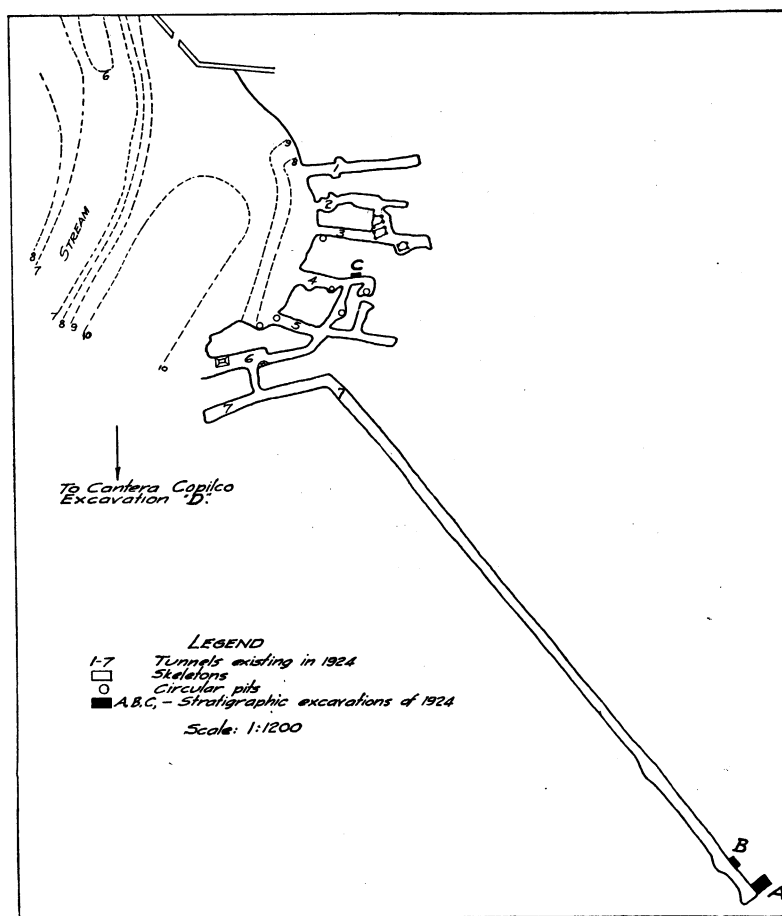 6
9
8
1
2
STREAM
3
C
8
7
4
7
8
9
10
5
6
10
7
7
To Cantera Copilco
Excavation "D".
LEGEND
1-7 Tunnels existing in 1924
Skeletons
Circular pits
A,B,C, - Stratigraphic excavations of 1924
Scale: 1:1200
B
A